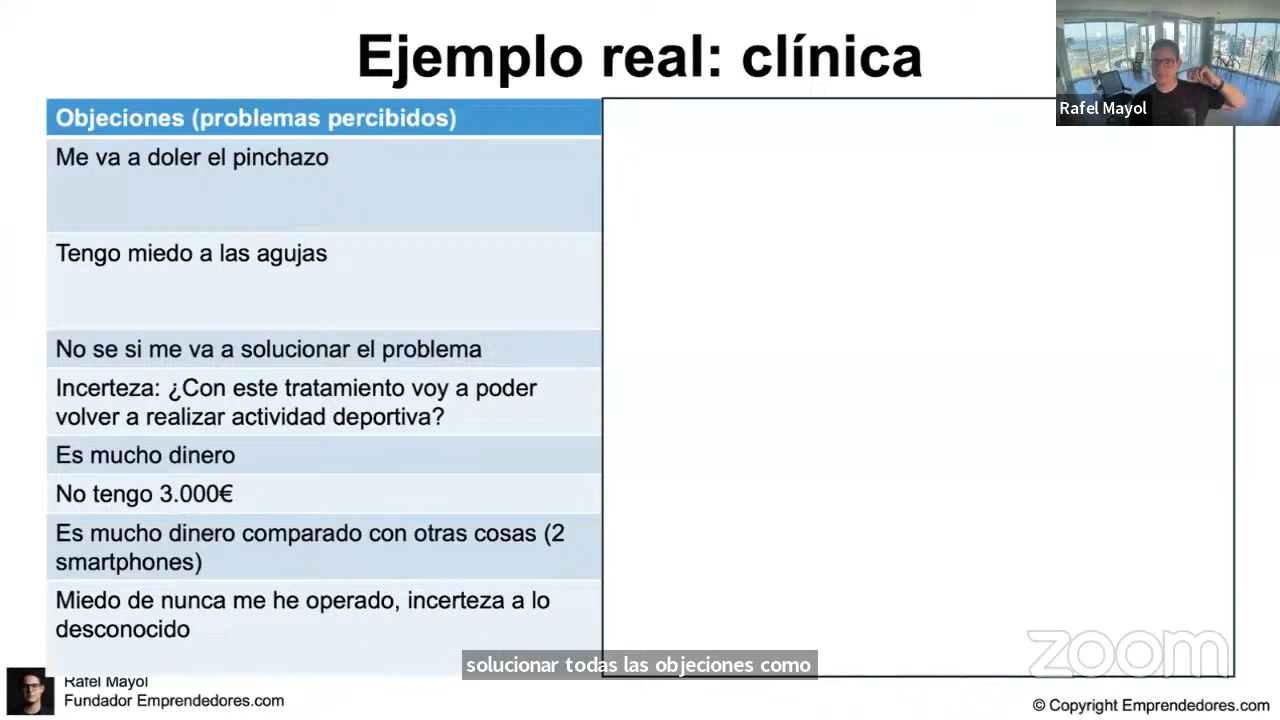 Ejemplo real: clínica
Rafel Mayol
Objeciones (problemas percibidos)
Me va a doler el pinchazo
Tengo miedo a las agujas
No se si me va a solucionar el problema
Incerteza: ¿Con este tratamiento voy a poder
volver a realizar actividad deportiva?
Es mucho dinero
No tengo 3.000€
Es mucho dinero comparado con otras cosas (2
smartphones)
Miedo de nunca me he operado, incerteza a lo
desconocido
zoom
solucionar todas las objeciones como
Rafel Mayol
Fundador Emprendedores.com
© Copyright Emprendedores.com